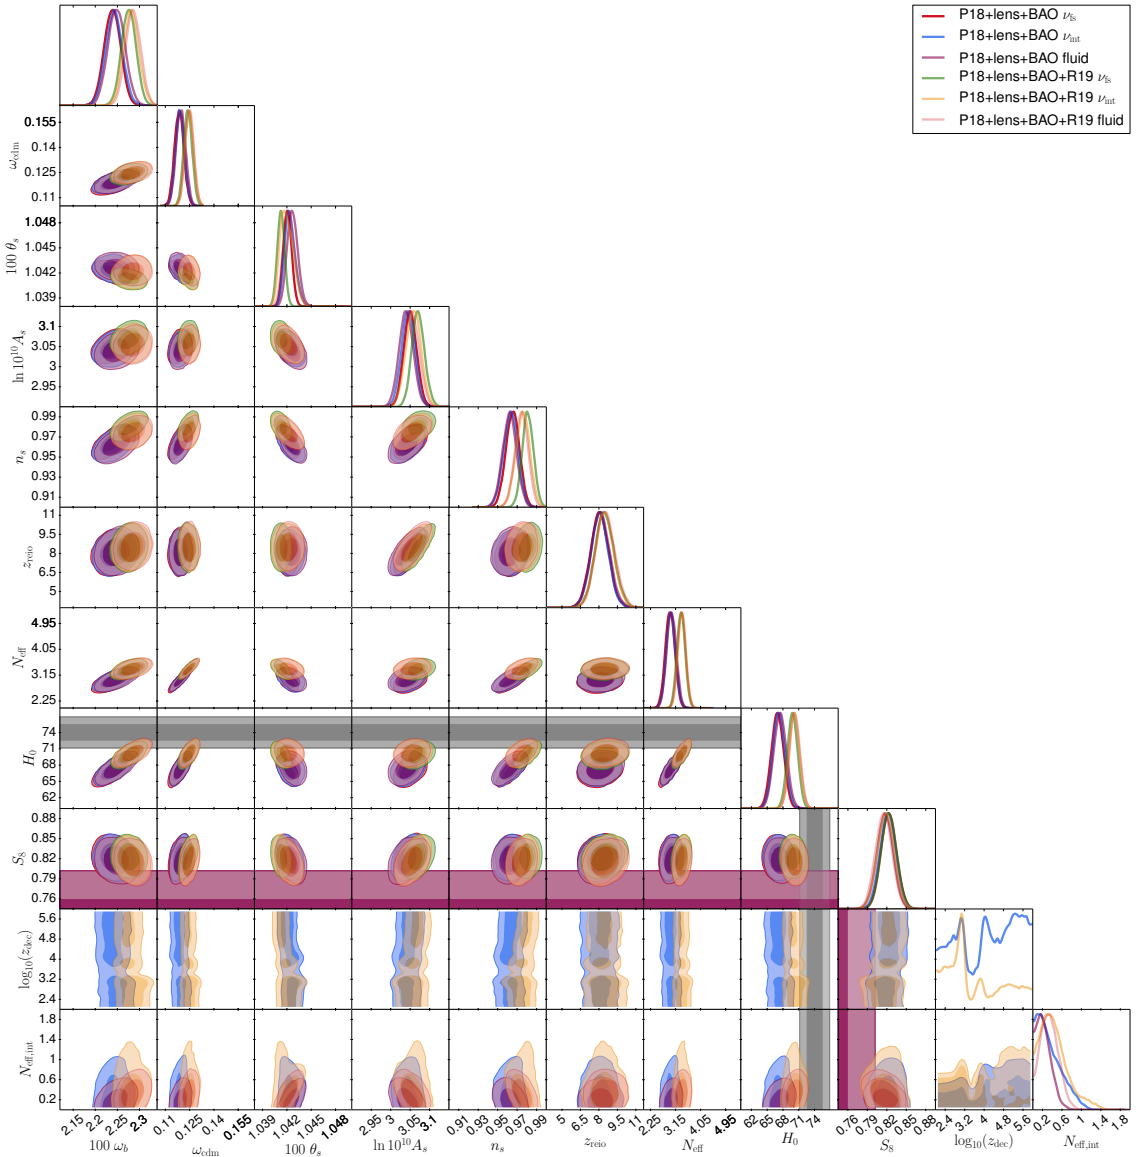 P18+lens+BAO ν_fs
P18+lens+BAO ν_int
P18+lens+BAO fluid
P18+lens+BAO+R19 ν_fs
P18+lens+BAO+R19 ν_int
P18+lens+BAO+R19 fluid
0.155
0.14
0.125
0.11
ω_cdm
1.048
1.045
1.042
1.039
100 θ_s
3.1
3.05
3
2.95
ln 10^10 A_s
0.99
0.97
0.95
0.93
0.91
n_s
11
9.5
8
6.5
5
z_reio
4.95
4.05
3.15
2.25
N_eff
74
71
68
65
62
H_0
0.88
0.85
0.82
0.79
0.76
S_8
5.6
4.8
4
3.2
2.4
log_10(z_dec)
1.8
1.4
1
0.6
0.2
N_eff,int
2.15 2.2 2.25 2.3
100 ω_b
0.11 0.125 0.14 0.155
ω_cdm
1.039 1.042 1.045 1.048
100 θ_s
2.95 3 3.05 3.1
ln 10^10 A_s
0.91 0.93 0.95 0.97 0.99
n_s
5 6.5 8 9.5 11
z_reio
2.25 3.15 4.05 4.95
N_eff
62 65 68 71 74
H_0
0.76 0.79 0.82 0.85 0.88
S_8
2.4 3.2 4 4.8 5.6
log_10(z_dec)
0.2 0.6 1 1.4 1.8
N_eff,int